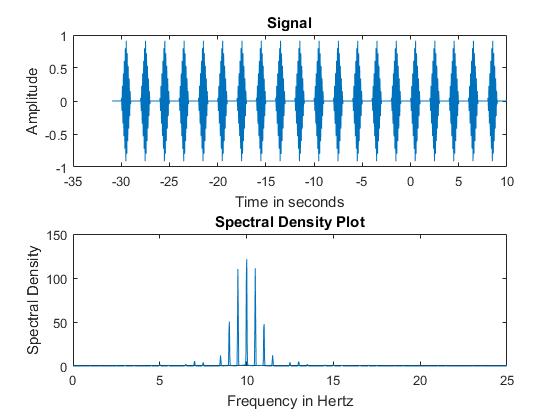 Signal
Amplitude
1
0.5
0
-0.5
-1
-35 -30 -25 -20 -15 -10 -5 0 5 10
Time in seconds
Spectral Density Plot
Spectral Density
150
100
50
0
0 5 10 15 20 25
Frequency in Hertz